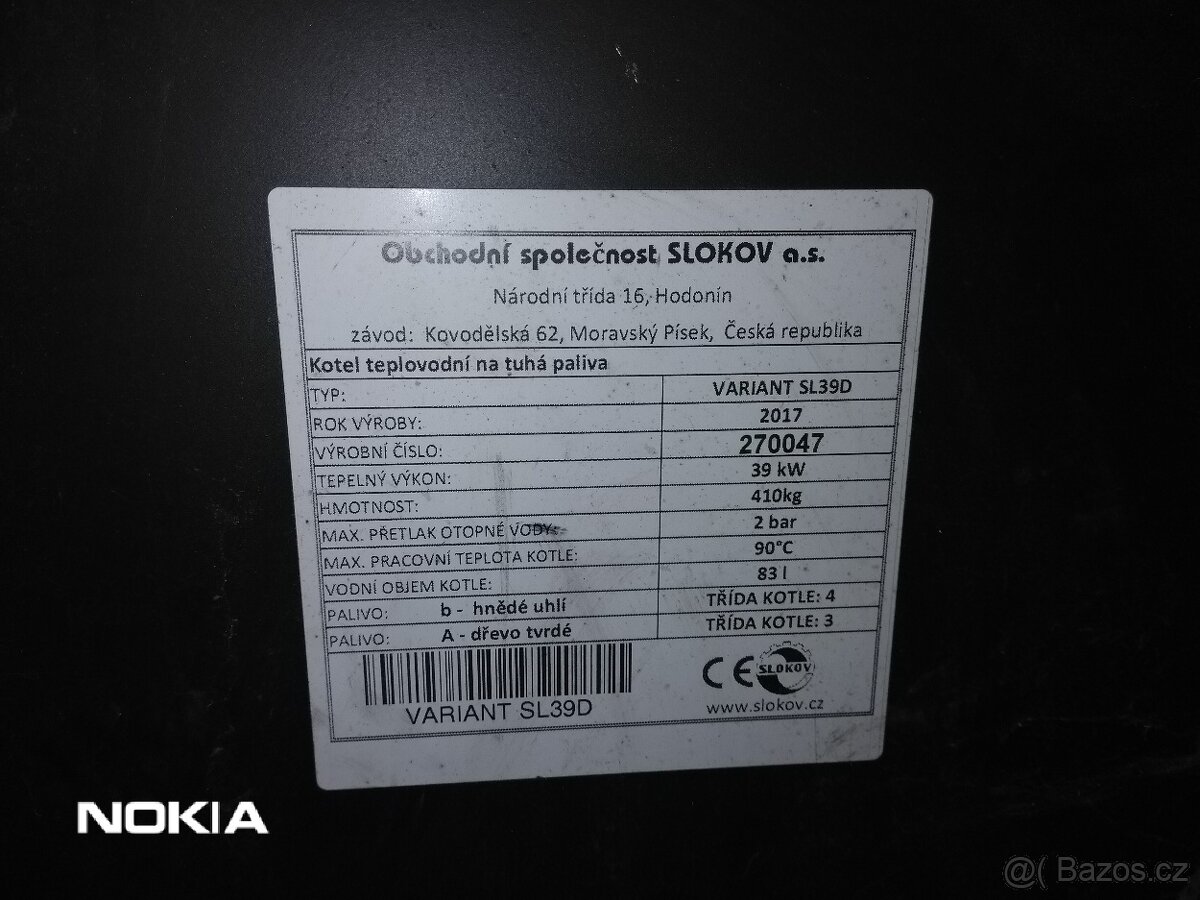 Obchodní společnost SLOKOV a.s.
Národní třída 16, Hodonín
závod: Kovodělská 62, Moravský Písek, Česká republika
Kotel teplovodní na tuhá paliva
TYP: VARIANT SL39D
ROK VÝROBY: 2017
VÝROBNÍ ČÍSLO: 270047
TEPELNÝ VÝKON: 39 kW
HMOTNOST: 410kg
MAX. PŘETLAK OTOPNÉ VODY: 2 bar
MAX. PRACOVNÍ TEPLOTA KOTLE: 90°C
VODNÍ OBJEM KOTLE: 83 l
PALIVO: b - hnědé uhlí TŘÍDA KOTLE: 4
PALIVO: A - dřevo tvrdé TŘÍDA KOTLE: 3
VARIANT SL39D
CE SLOKOV
www.slokov.cz
NOKIA
@( Bazos.cz